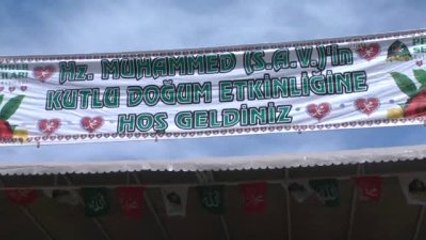 Hz. MUHAMMED (S.A.V.)'in
KUTLU DOĞUM ETKİNLİĞİNE
HOŞ GELDİNİZ